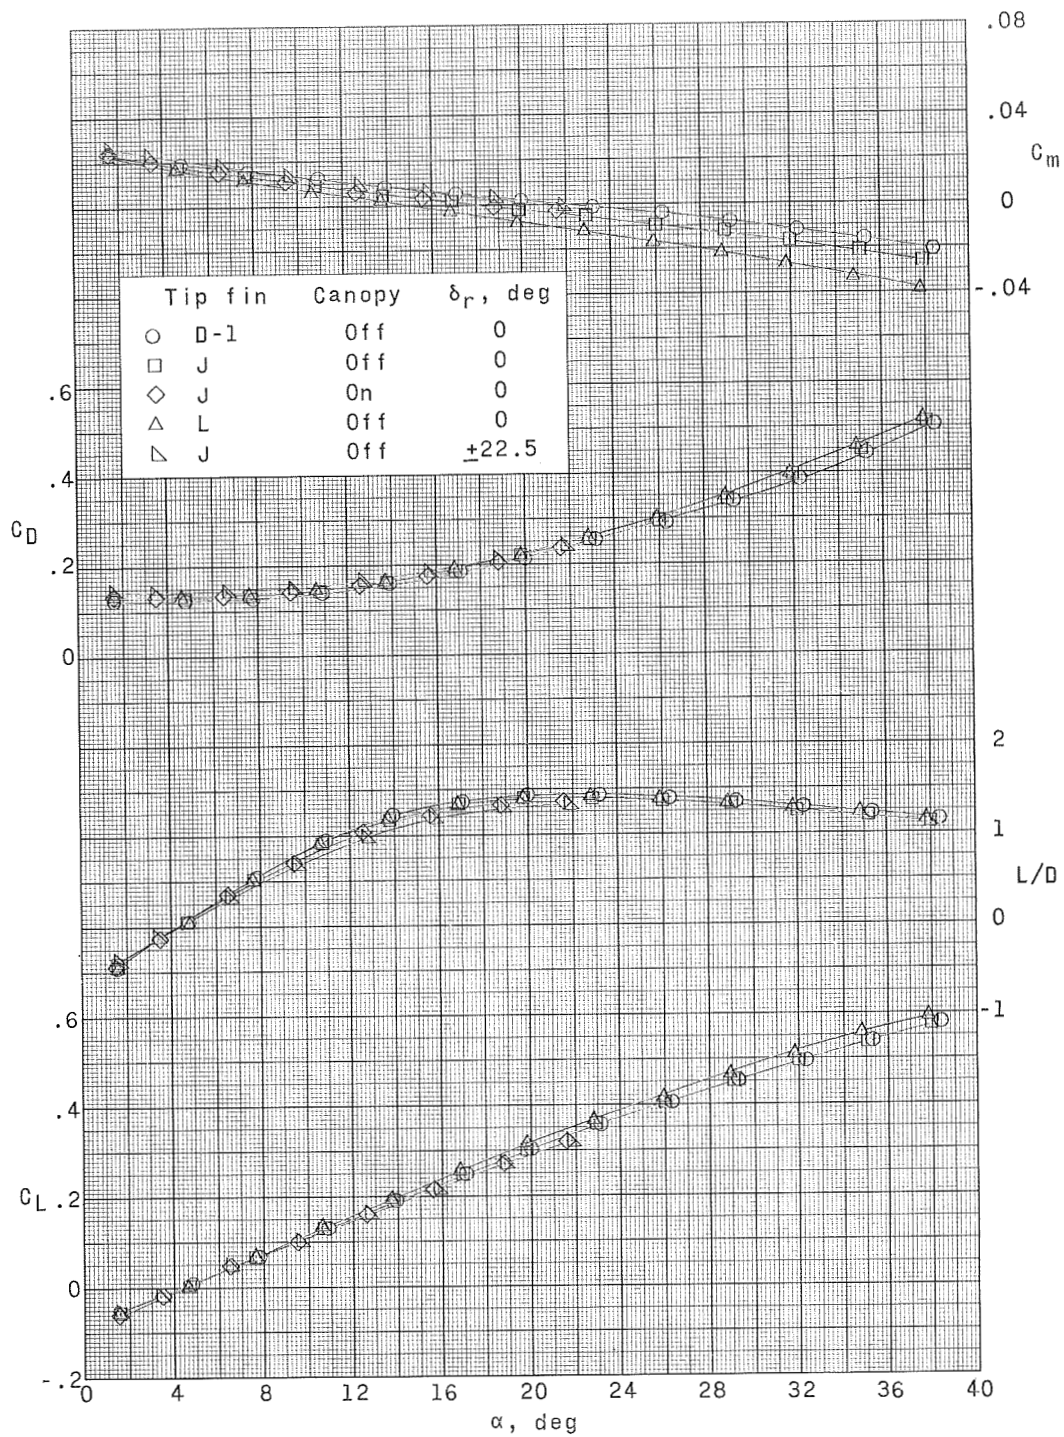 .08
.04
Cm
0
-.04
Tip fin Canopy δr, deg
D-1 Off 0
J Off 0
J On 0
L Off 0
J Off ±22.5
.6
.4
CD
.2
0
2
1
L/D
0
-1
.6
.4
CL .2
0
-.2
0 4 8 12 16 20 24 28 32 36 40
α, deg